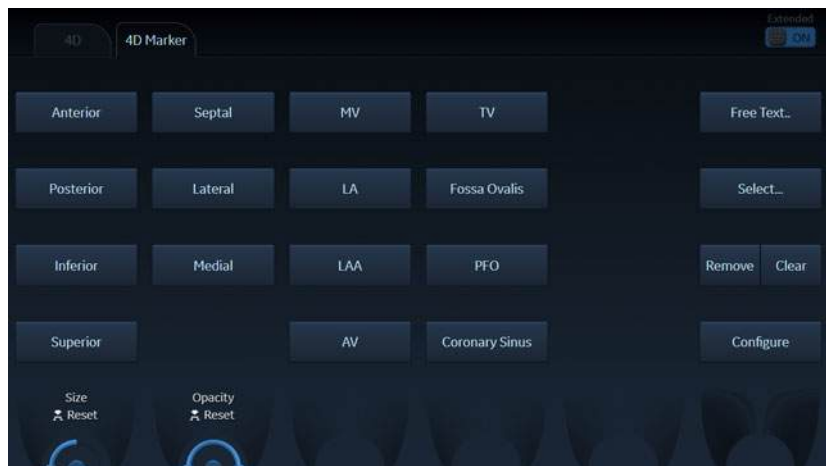 Extended
4D
4D Marker
ON
Anterior
Septal
MV
TV
Free Text..
Posterior
Lateral
LA
Fossa Ovalis
Select...
Inferior
Medial
LAA
PFO
Remove
Clear
Superior
AV
Coronary Sinus
Configure
Size
Opacity
Reset
Reset